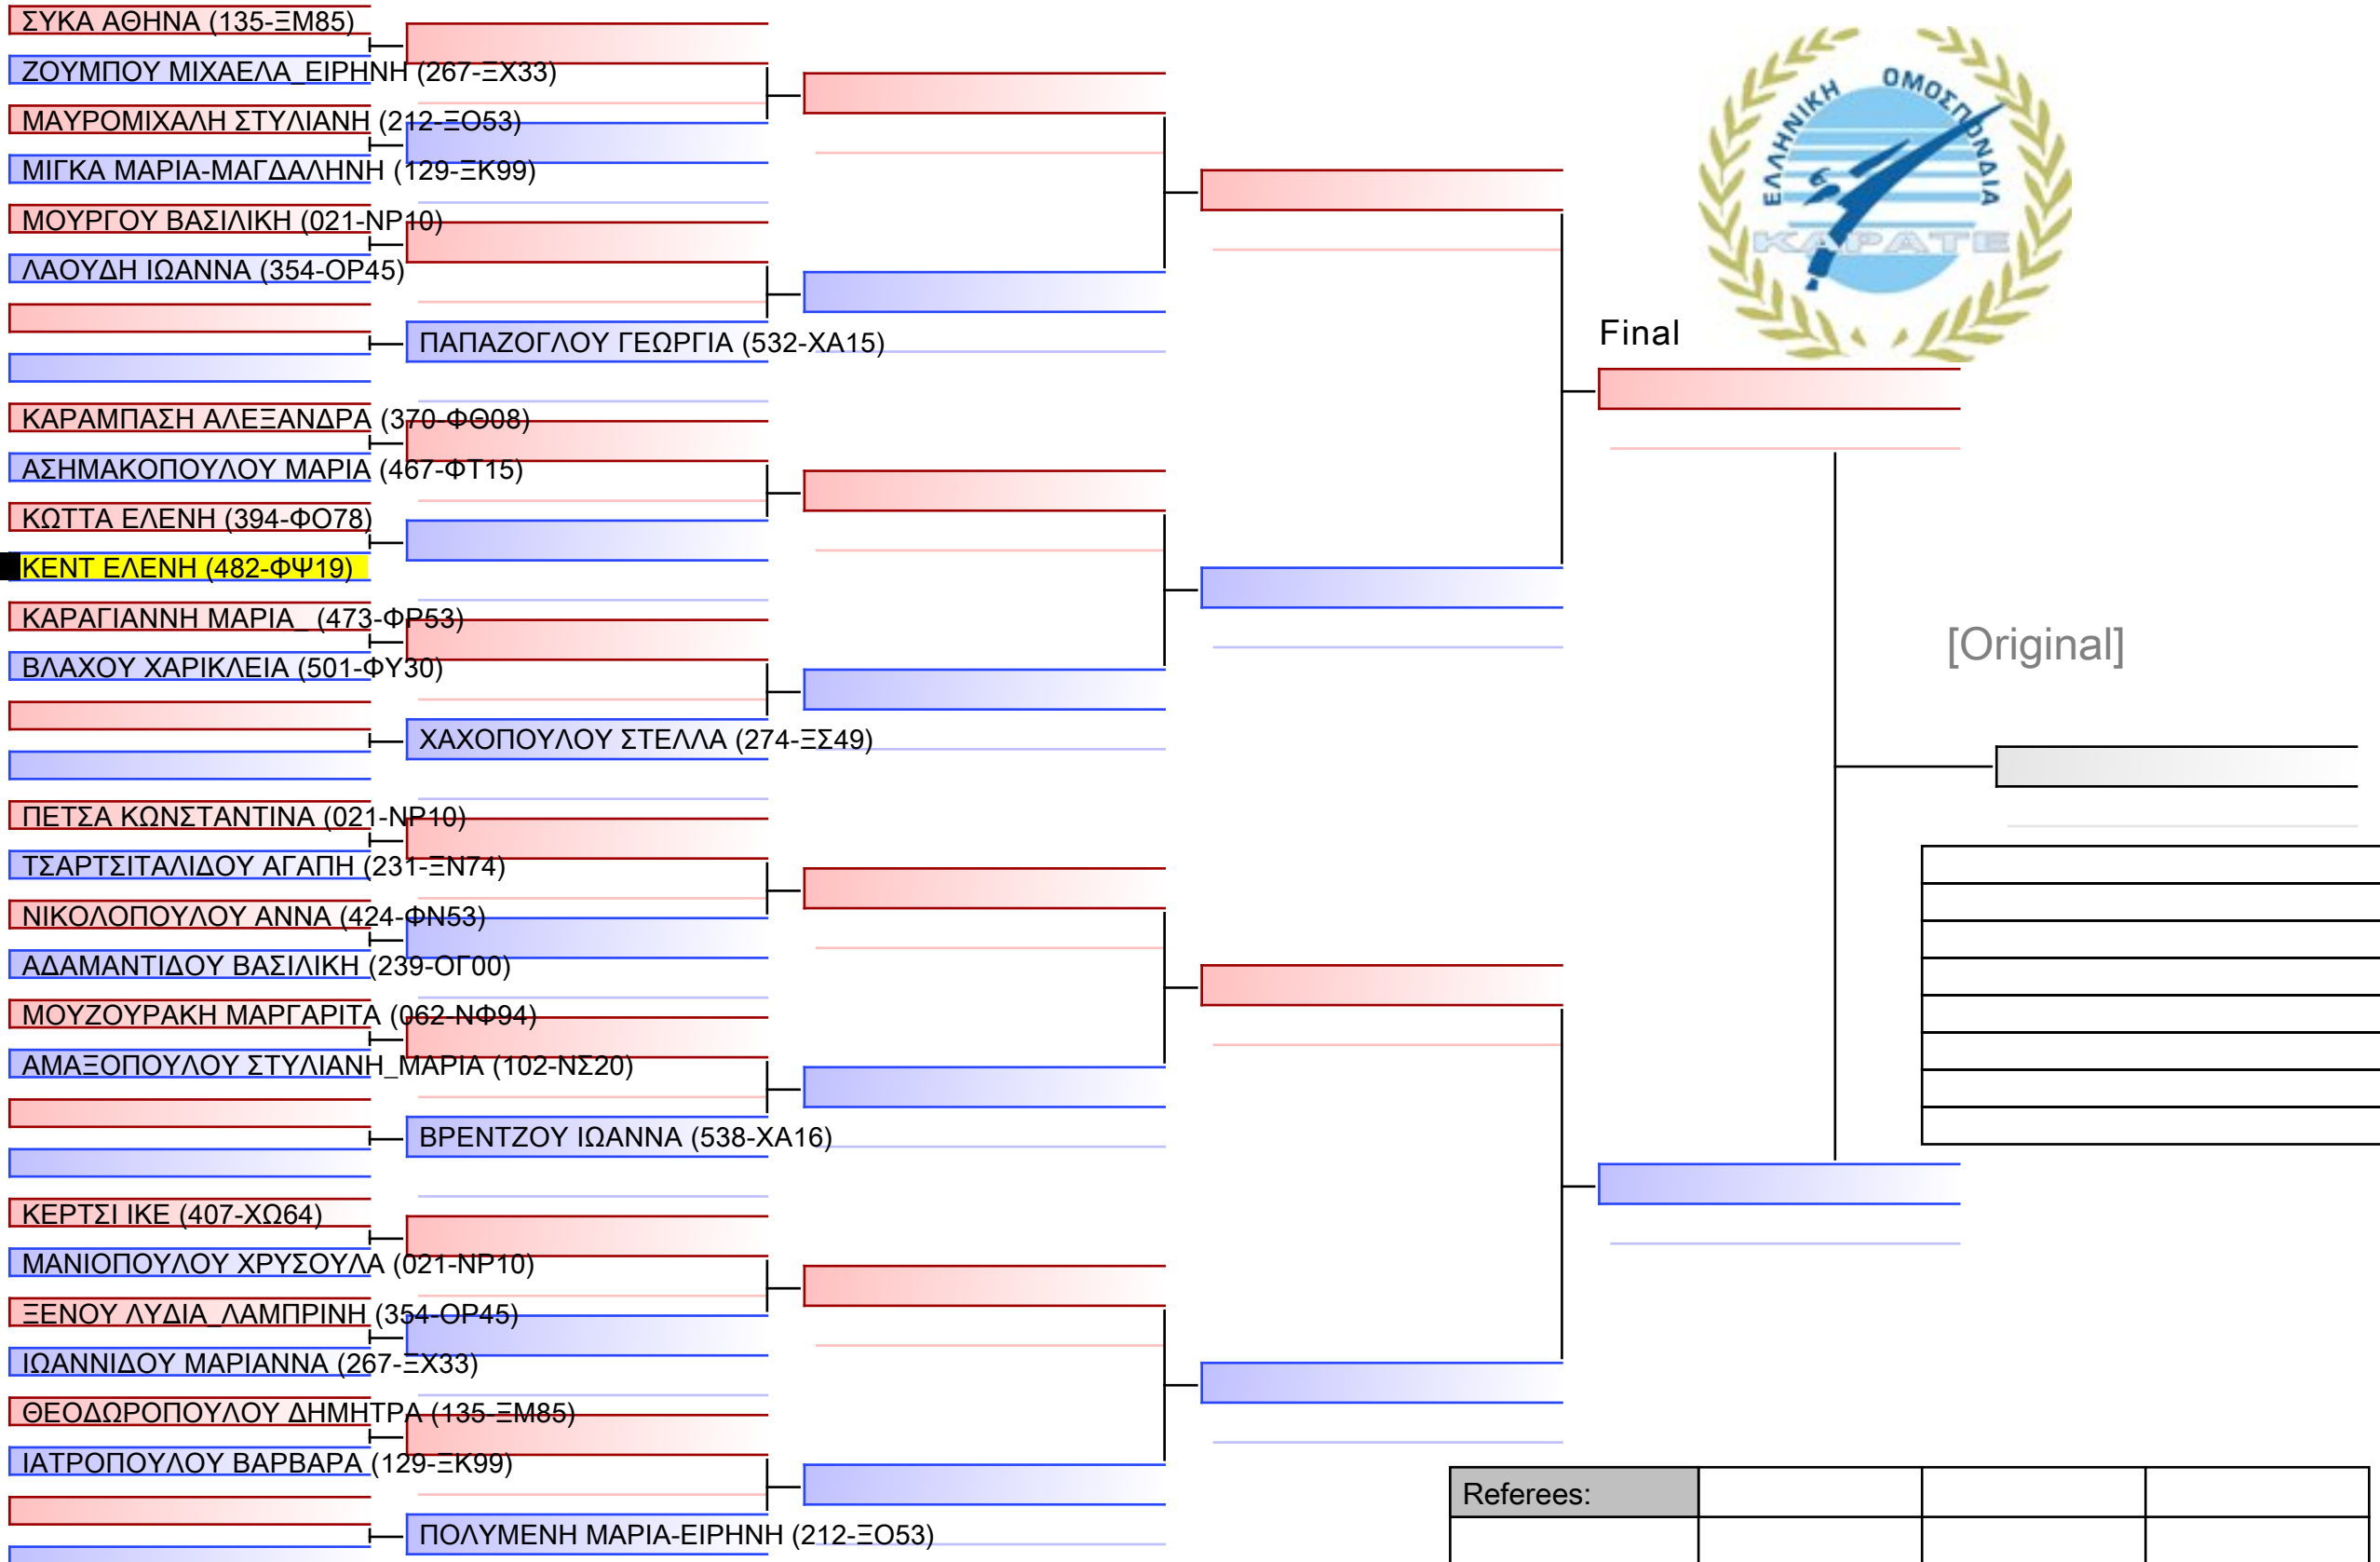 ΣΥΚΑ ΑΘΗΝΑ (135-ΞΜ85)
ΖΟΥΜΠΟΥ ΜΙΧΑΕΛΑ_ΕΙΡΗΝΗ (267-ΞΧ33)
ΜΑΥΡΟΜΙΧΑΛΗ ΣΤΥΛΙΑΝΗ (212-ΞΟ53)
ΜΙΓΚΑ ΜΑΡΙΑ-ΜΑΓΔΑΛΗΝΗ (129-ΞΚ99)
ΜΟΥΡΓΟΥ ΒΑΣΙΛΙΚΗ (021-ΝΡ10)
ΛΑΟΥΔΗ ΙΩΑΝΝΑ (354-ΟΡ45)
ΠΑΠΑΖΟΓΛΟΥ ΓΕΩΡΓΙΑ (532-ΧΑ15)
ΚΑΡΑΜΠΑΣΗ ΑΛΕΞΑΝΔΡΑ (370-ΦΘ08)
ΑΣΗΜΑΚΟΠΟΥΛΟΥ ΜΑΡΙΑ (467-ΦΤ15)
ΚΩΤΤΑ ΕΛΕΝΗ (394-ΦΟ78)
ΚΕΝΤ ΕΛΕΝΗ (482-ΦΨ19)
ΚΑΡΑΓΙΑΝΝΗ ΜΑΡΙΑ_ (473-ΦΡ53)
ΒΛΑΧΟΥ ΧΑΡΙΚΛΕΙΑ (501-ΦΥ30)
ΧΑΧΟΠΟΥΛΟΥ ΣΤΕΛΛΑ (274-ΞΣ49)
ΠΕΤΣΑ ΚΩΝΣΤΑΝΤΙΝΑ (021-ΝΡ10)
ΤΣΑΡΤΣΙΤΑΛΙΔΟΥ ΑΓΑΠΗ (231-ΞΝ74)
ΝΙΚΟΛΟΠΟΥΛΟΥ ΑΝΝΑ (424-ΦΝ53)
ΑΔΑΜΑΝΤΙΔΟΥ ΒΑΣΙΛΙΚΗ (239-ΟΓ00)
ΜΟΥΖΟΥΡΑΚΗ ΜΑΡΓΑΡΙΤΑ (062-ΝΦ94)
ΑΜΑΞΟΠΟΥΛΟΥ ΣΤΥΛΙΑΝΗ_ΜΑΡΙΑ (102-ΝΣ20)
ΒΡΕΝΤΖΟΥ ΙΩΑΝΝΑ (538-ΧΑ16)
ΚΕΡΤΣΙ ΙΚΕ (407-ΧΩ64)
ΜΑΝΙΟΠΟΥΛΟΥ ΧΡΥΣΟΥΛΑ (021-ΝΡ10)
ΞΕΝΟΥ ΛΥΔΙΑ_ΛΑΜΠΡΙΝΗ (354-ΟΡ45)
ΙΩΑΝΝΙΔΟΥ ΜΑΡΙΑΝΝΑ (267-ΞΧ33)
ΘΕΟΔΩΡΟΠΟΥΛΟΥ ΔΗΜΗΤΡΑ (135-ΞΜ85)
ΙΑΤΡΟΠΟΥΛΟΥ ΒΑΡΒΑΡΑ (129-ΞΚ99)
ΠΟΛΥΜΕΝΗ ΜΑΡΙΑ-ΕΙΡΗΝΗ (212-ΞΟ53)
ΕΛΛΗΝΙΚΗ ΟΜΟΣΠΟΝΔΙΑ
ΚΑΡΑΤΕ
Final
[Original]
Referees: